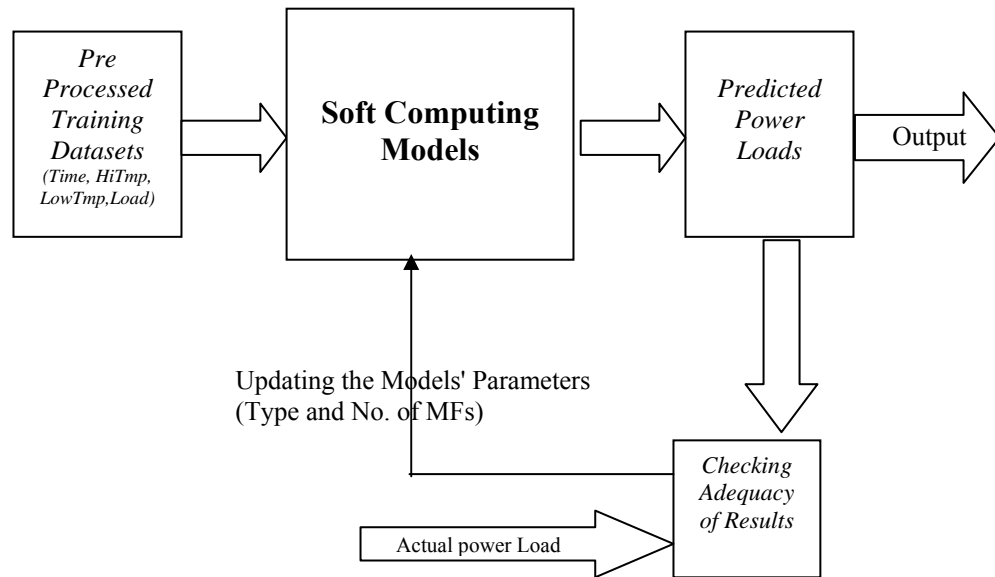 Pre
Processed
Training
Datasets
(Time, HiTmp,
LowTmp,Load)
Soft Computing
Models
Predicted
Power
Loads
Output
Updating the Models' Parameters
(Type and No. of MFs)
Checking
Adequacy
of Results
Actual power Load